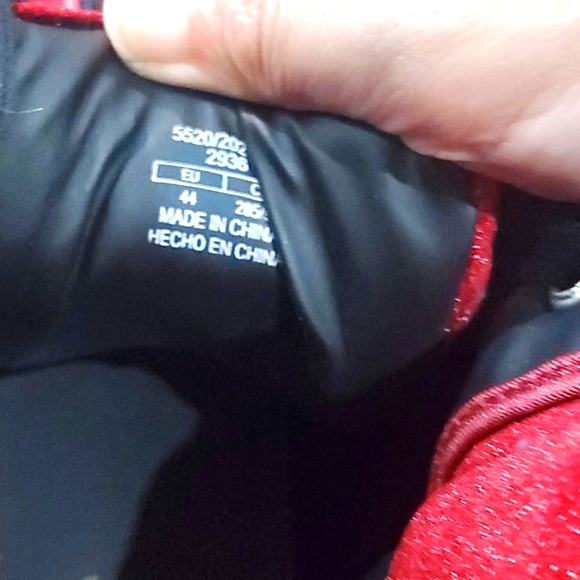 5520/202
2936
EU C
44 285/
MADE IN CHINA
HECHO EN CHINA